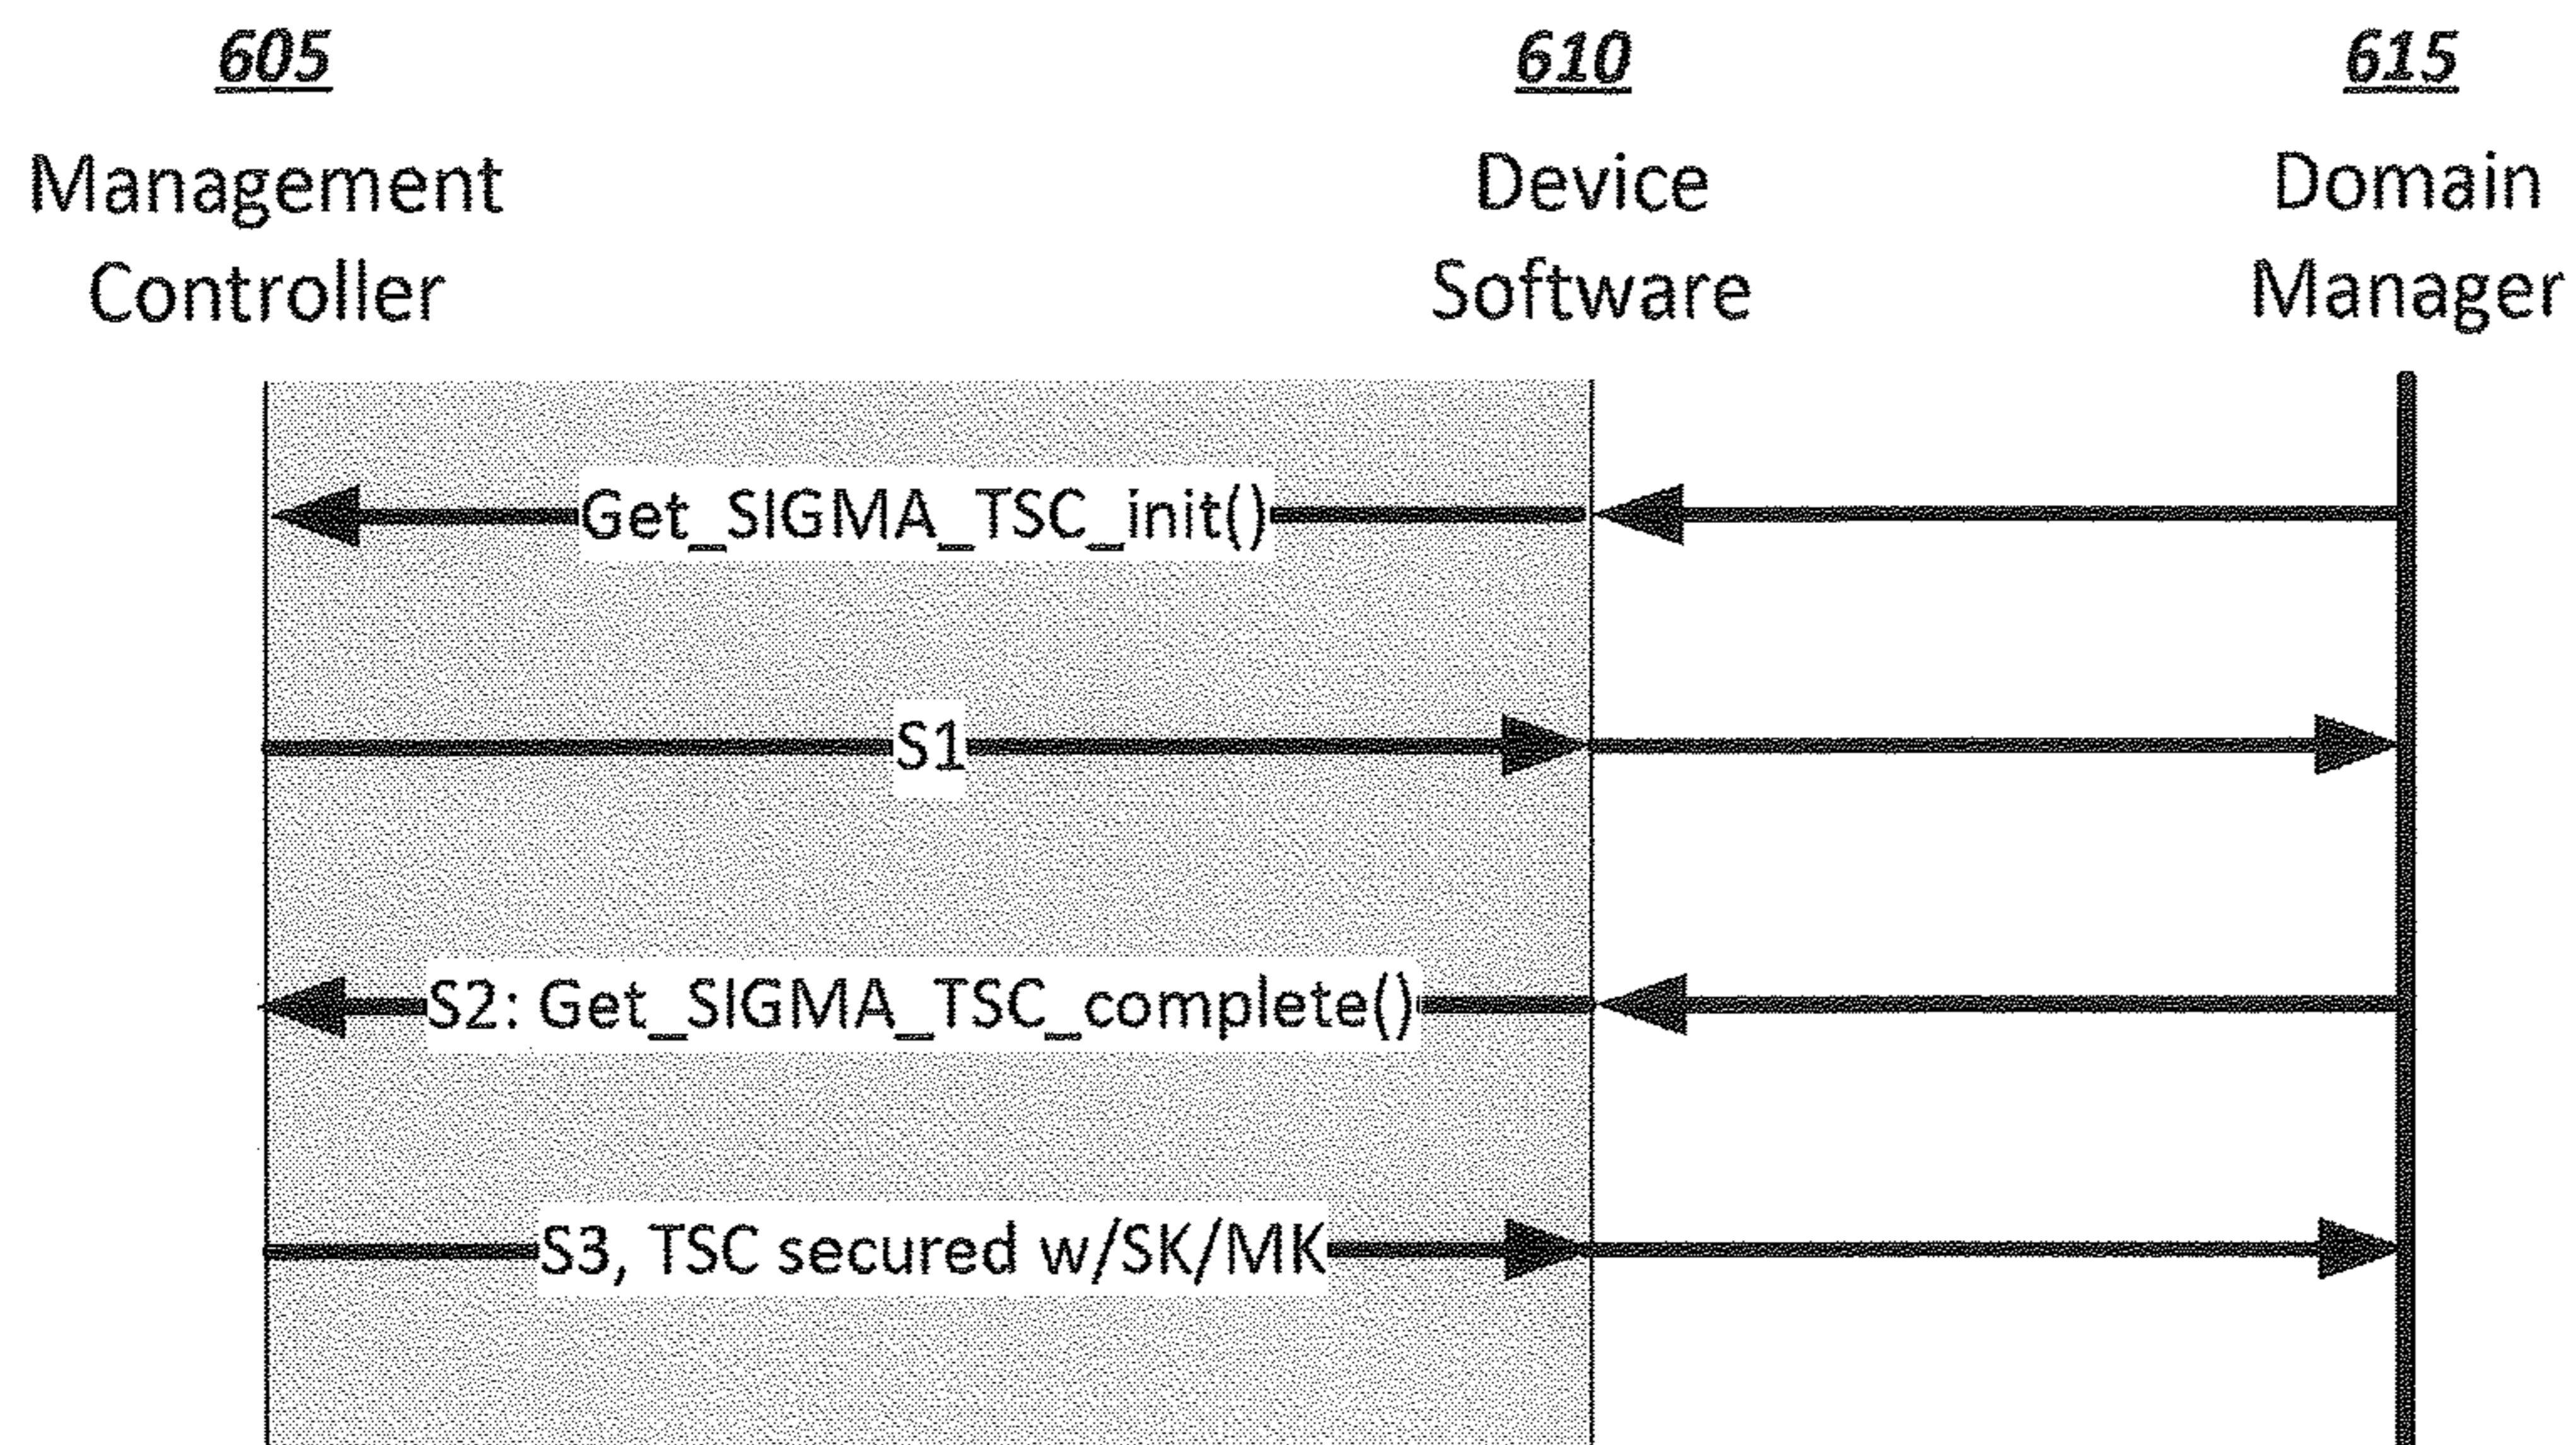 605
Management
Controller
610
Device
Software
615
Domain
Manager
Get_SIGMA_TSC_init()
S1
S2: Get_SIGMA_TSC_complete()
S3, TSC secured w/SK/MK